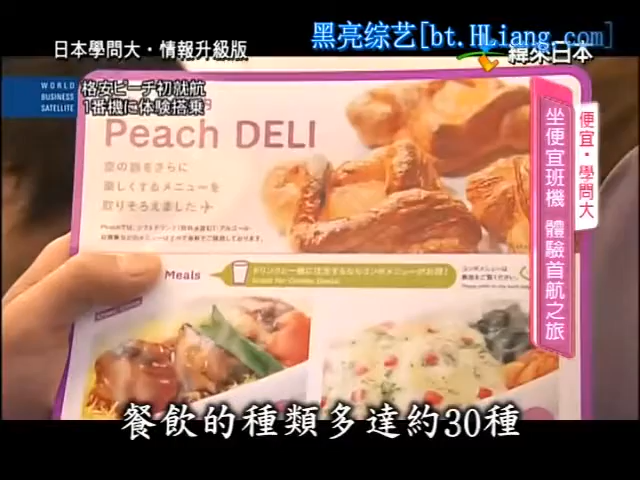 黑亮综艺[bt.HLiang.com]
日本學問大・情報升級版
緯來日本
WORLD
BUSINESS
SATELLITE
格安ピーチ初就航
1番機に体験搭乗
便宜・學問大
坐便宜班機 體驗首航之旅
Peach DELI
空の旅をさらに
楽しくするメニューを
取りそろえました
Meals
餐飲的種類多達約30種